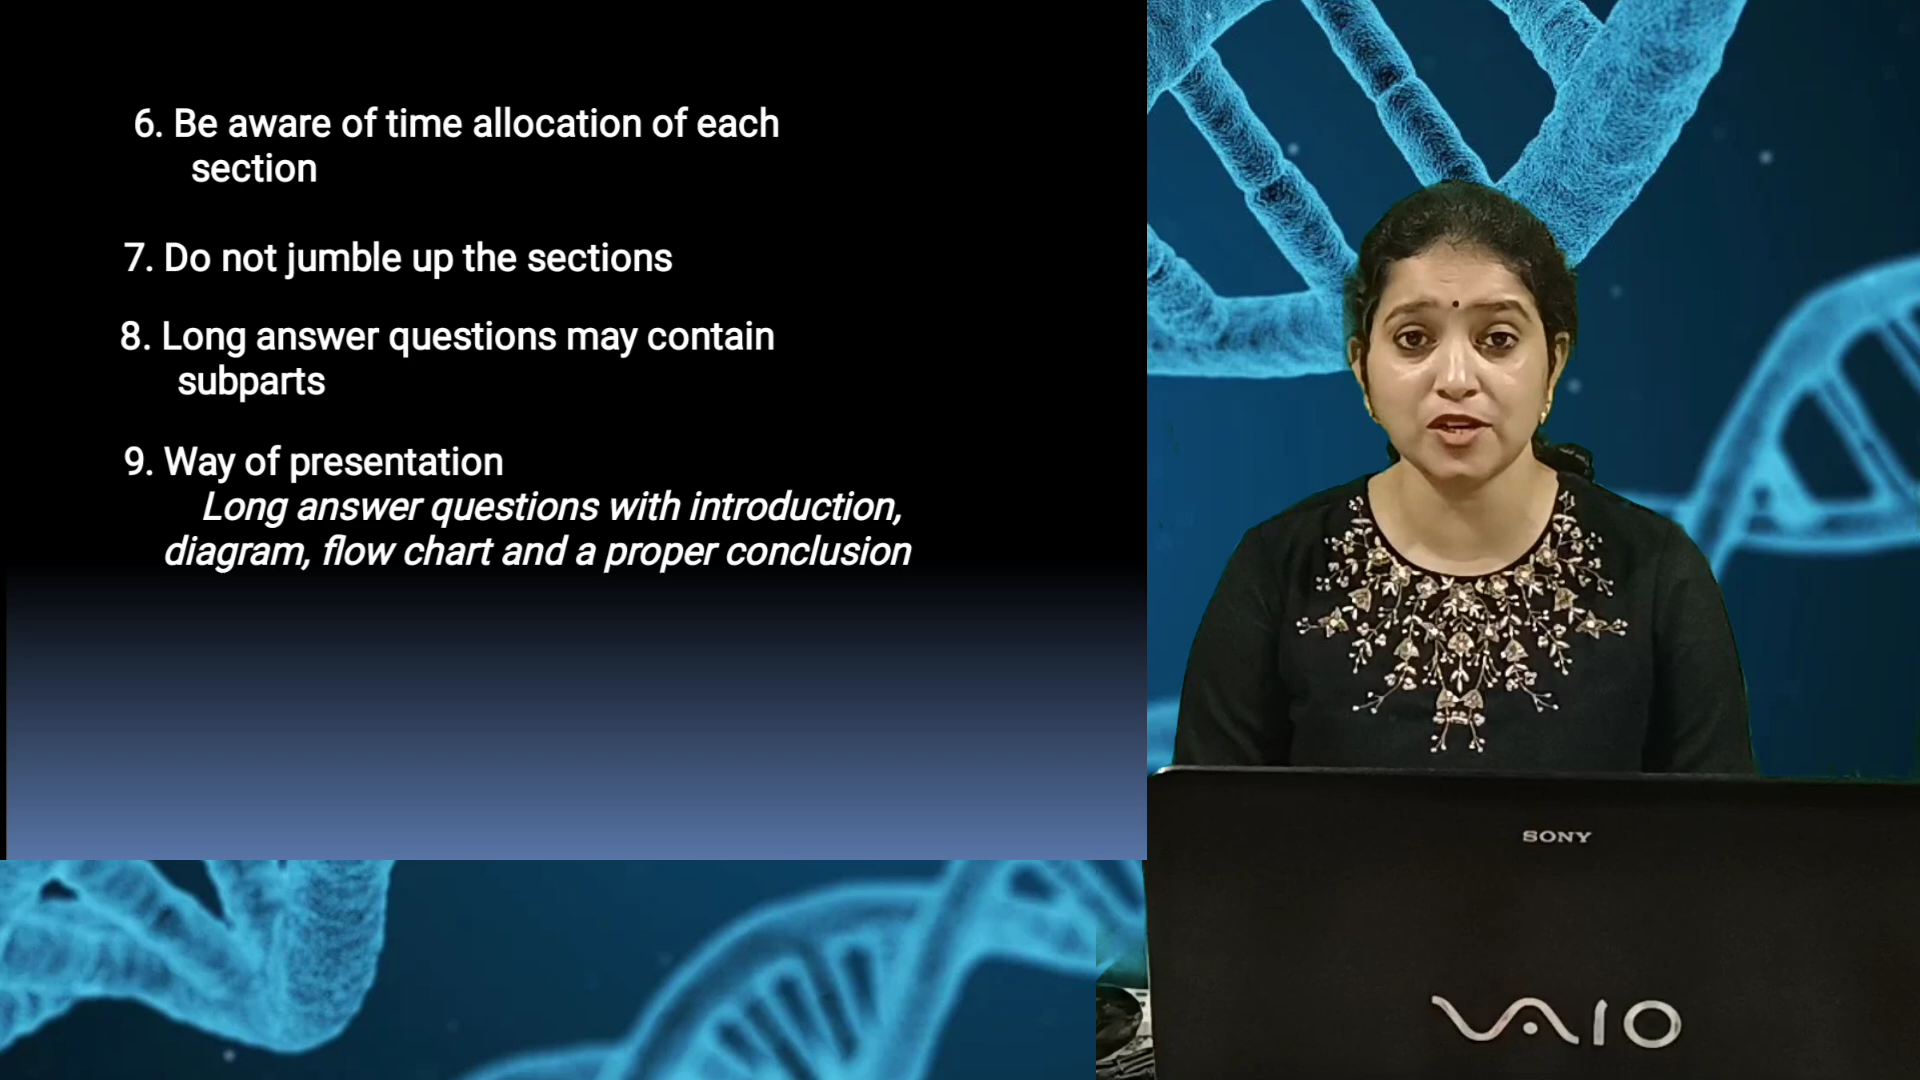 6. Be aware of time allocation of each
section
7. Do not jumble up the sections
8. Long answer questions may contain
subparts
9. Way of presentation
Long answer questions with introduction,
diagram, flow chart and a proper conclusion
SONY
VAIO